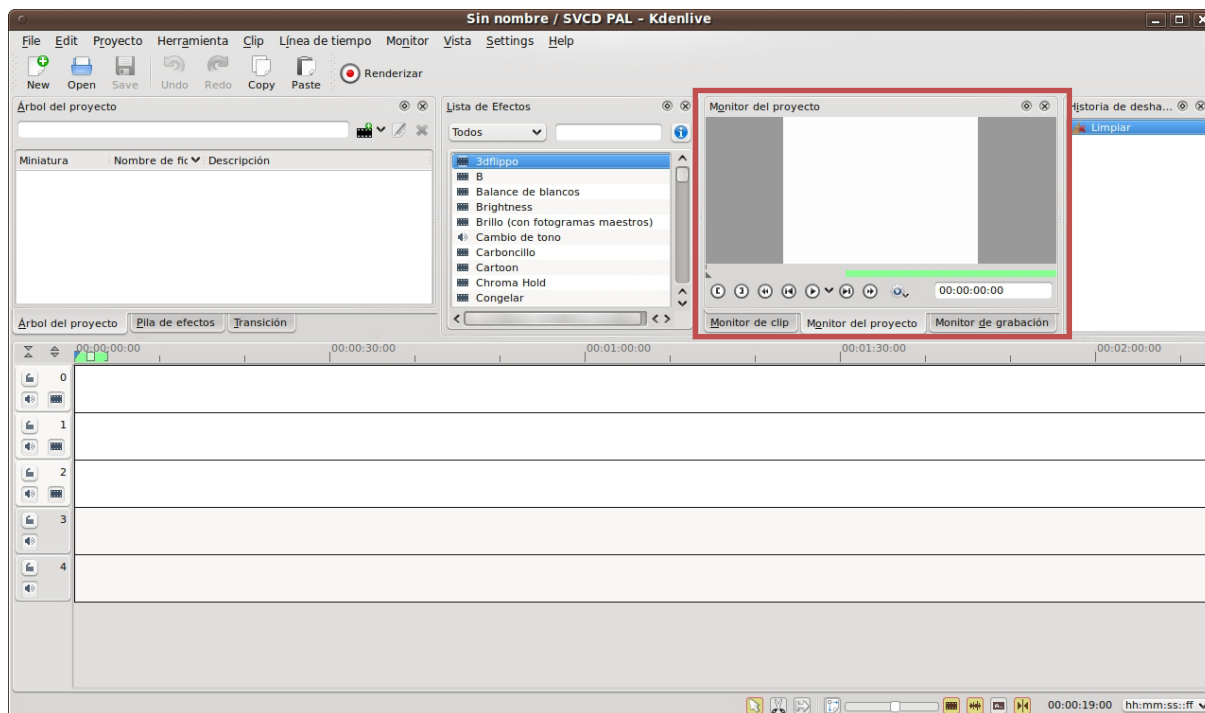 Sin nombre / SVCD PAL – Kdenlive
File Edit Proyecto Herramienta Clip Línea de tiempo Monitor Vista Settings Help
New Open Save Undo Redo Copy Paste Renderizar
Árbol del proyecto
Miniatura Nombre de fic Descripción
Árbol del proyecto Pila de efectos Transición
Lista de Efectos
Todos
3dflippo
B
Balance de blancos
Brightness
Brillo (con fotogramas maestros)
Cambio de tono
Carboncillo
Cartoon
Chroma Hold
Congelar
Monitor del proyecto
00:00:00:00
Monitor de clip Monitor del proyecto Monitor de grabación
Historia de desha...
Limpiar
00:00:00:00 00:00:30:00 00:01:00:00 00:01:30:00 00:02:00:00
0
1
2
3
4
00:00:19:00 hh:mm:ss::ff